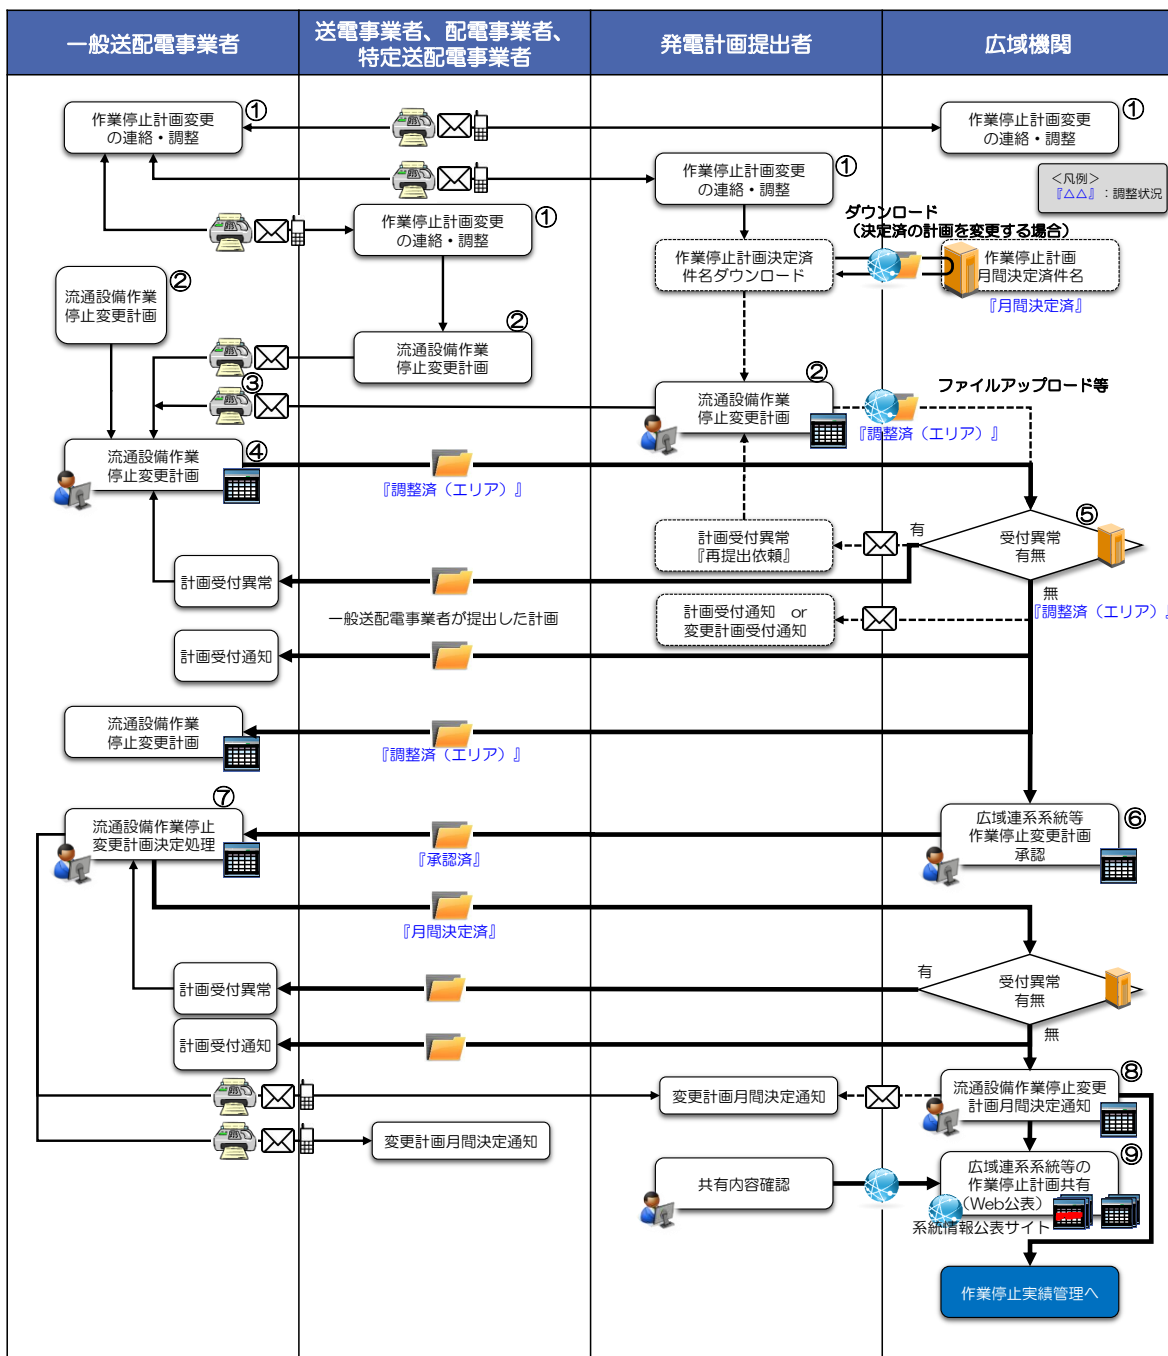 一般送配電事業者
送電事業者、配電事業者、
特定送配電事業者
発電計画提出者
広域機関
作業停止計画変更
の連絡・調整
①
作業停止計画変更
の連絡・調整
①
作業停止計画変更
の連絡・調整
①
<凡例>
『△△』：調整状況
作業停止計画変更
の連絡・調整
①
ダウンロード
（決定済の計画を変更する場合）
作業停止計画決定済
件名ダウンロード
作業停止計画
月間決定済件名
『月間決定済』
流通設備作業
停止変更計画
②
流通設備作業
停止変更計画
②
③
流通設備作業
停止変更計画
②
ファイルアップロード等
『調整済（エリア）』
流通設備作業
停止変更計画
④
『調整済（エリア）』
受付異常
有無
⑤
有
無
計画受付異常
『再提出依頼』
計画受付異常
一般送配電事業者が提出した計画
計画受付通知　or
変更計画受付通知
『調整済（エリア）』
計画受付通知
流通設備作業
停止変更計画
『調整済（エリア）』
流通設備作業停止
変更計画決定処理
⑦
『承認済』
広域連系系統等
作業停止変更計画
承認
⑥
『月間決定済』
計画受付異常
有
受付異常
有無
無
計画受付通知
変更計画月間決定通知
流通設備作業停止変更
計画月間決定通知
⑧
変更計画月間決定通知
共有内容確認
広域連系系統等の
作業停止計画共有
（Web公表）
⑨
系統情報公表サイト
作業停止実績管理へ